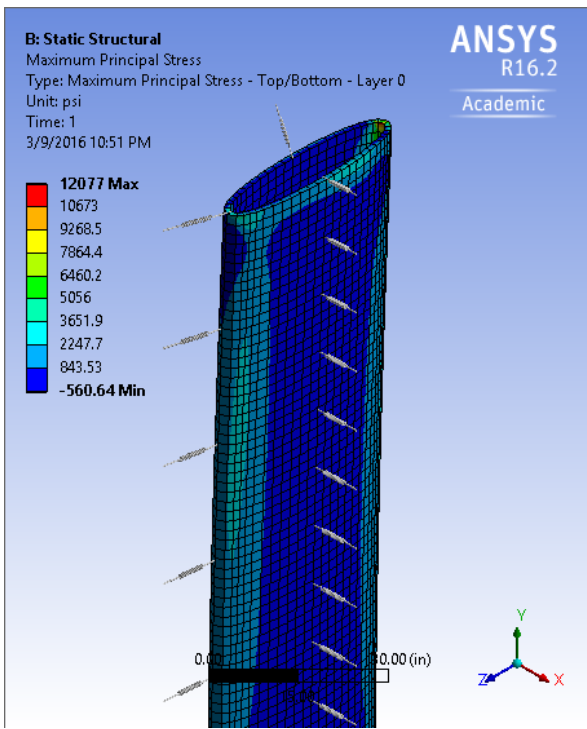 B: Static Structural
Maximum Principal Stress
Type: Maximum Principal Stress - Top/Bottom - Layer 0
Unit: psi
Time: 1
3/9/2016 10:51 PM
ANSYS
R16.2
Academic
12077 Max
10673
9268.5
7864.4
6460.2
5056
3651.9
2247.7
843.53
-560.64 Min
0.00
(in)
Y
Z
X